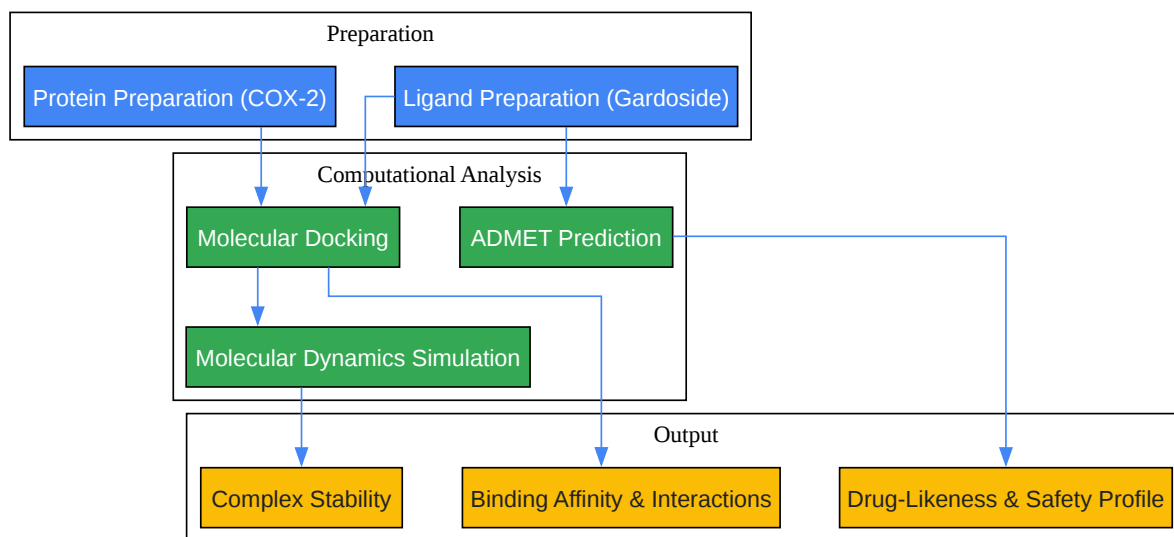 Preparation
Protein Preparation (COX-2)
Ligand Preparation (Gardoside)
Computational Analysis
Molecular Docking
ADMET Prediction
Molecular Dynamics Simulation
Output
Complex Stability
Binding Affinity & Interactions
Drug-Likeness & Safety Profile